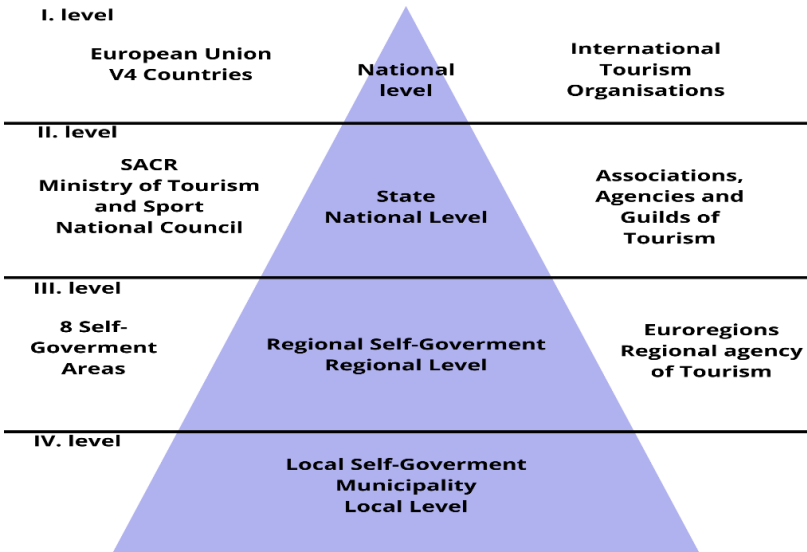 I. level
European Union
V4 Countries
National
level
International
Tourism
Organisations
II. level
SACR
Ministry of Tourism
and Sport
National Council
State
National Level
Associations,
Agencies and
Guilds of
Tourism
III. level
8 Self-
Goverment
Areas
Regional Self-Goverment
Regional Level
Euroregions
Regional agency
of Tourism
IV. level
Local Self-Goverment
Municipality
Local Level